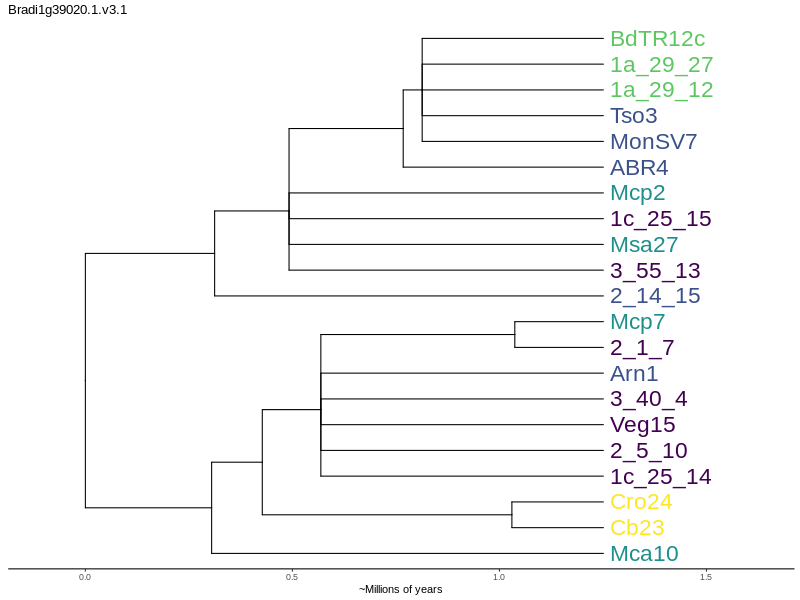 Bradi1g39020.1.v3.1
BdTR12c
1a_29_27
1a_29_12
Tso3
MonSV7
ABR4
Mcp2
1c_25_15
Msa27
3_55_13
2_14_15
Mcp7
2_1_7
Arn1
3_40_4
Veg15
2_5_10
1c_25_14
Cro24
Cb23
Mca10
0.0 0.5 1.0 1.5
~Millions of years